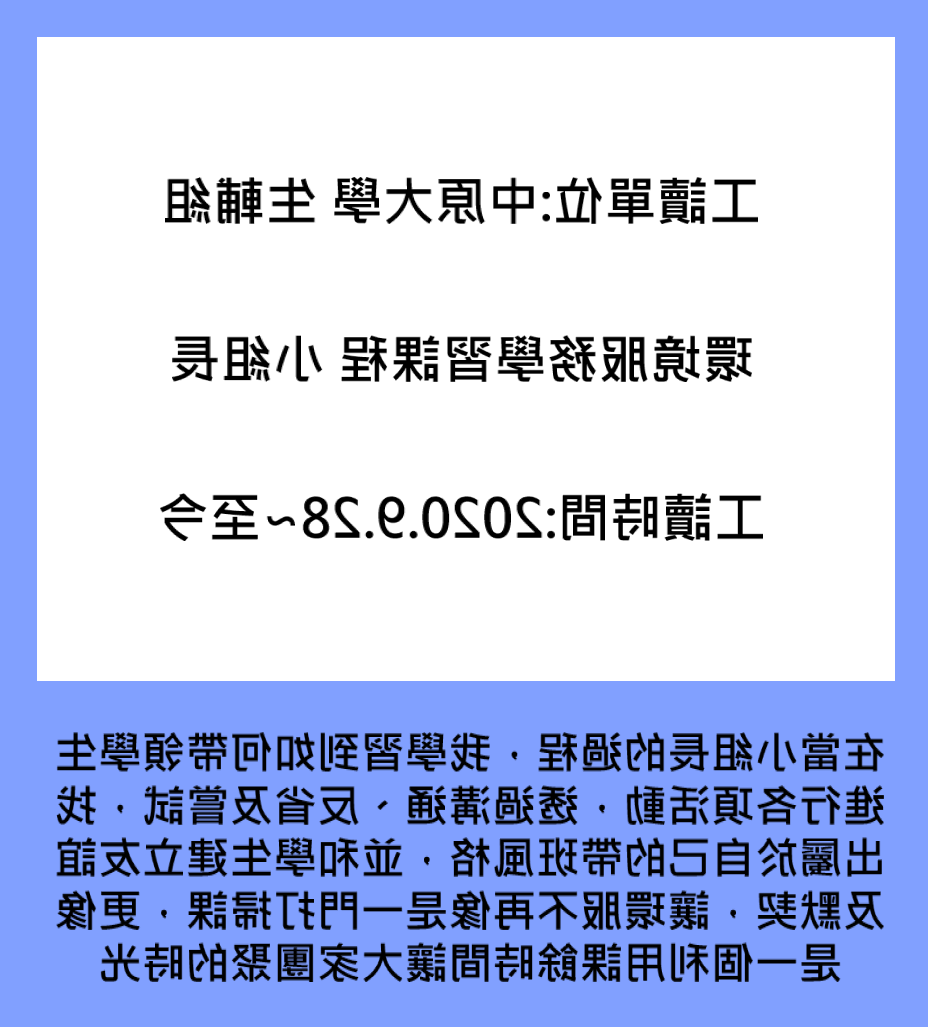 工讀單位:中原大學 生輔組
環境服務學習課程 小組長
工讀時間:2020.9.28~至今
在當小組長的過程，我學習到如何帶領學生
進行各項活動，透過溝通、反省及嘗試，找
出屬於自己的帶班風格，並和學生建立友誼
及默契，讓環服不再像是一門打掃課，更像
是一個利用課餘時間讓大家團聚的時光